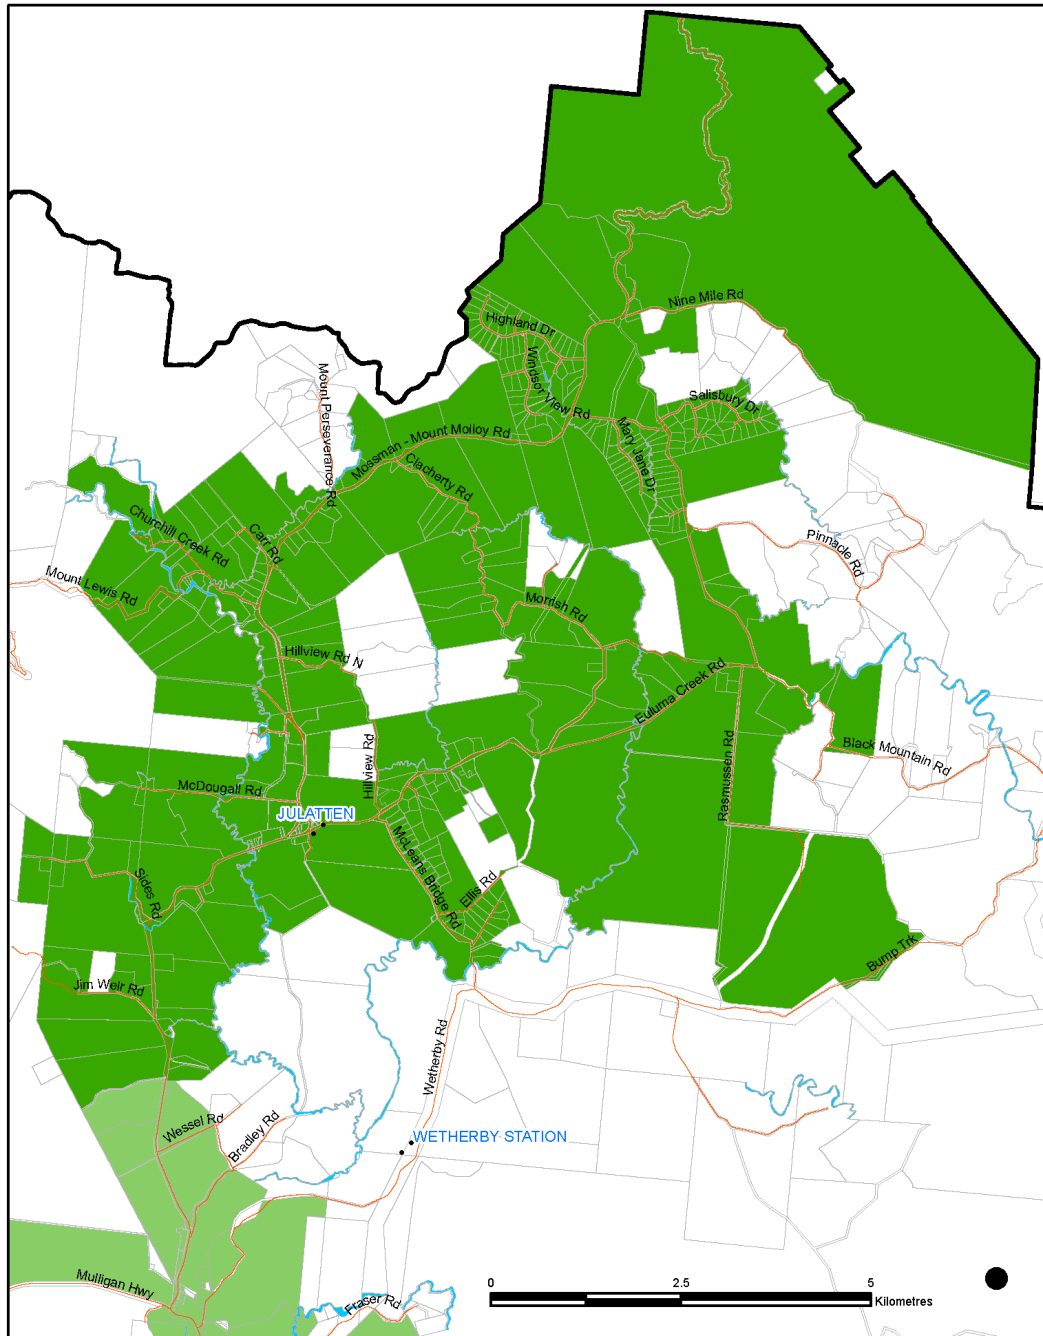 Nine Mile Rd
Highland Dr
Windsor View Rd
Mount Perseverance Rd
Salisbury Dr
Mary Jane Dr
Mossman - Mount Molloy Rd
Clacherty Rd
Churchill Creek Rd
Carr Rd
Pinnacle Rd
Mount Lewis Rd
Morrish Rd
Hillview Rd N
Euluma Creek Rd
Hillview Rd
Rasmussen Rd
Black Mountain Rd
McDougall Rd
JULATTEN
McLeans Bridge Rd
Ellis Rd
Sides Rd
Bump Trk
Jim Weir Rd
Wetherby Rd
Wessel Rd
Bradley Rd
WETHERBY STATION
Mulligan Hwy
Fraser Rd
0 2.5 5
Kilometres